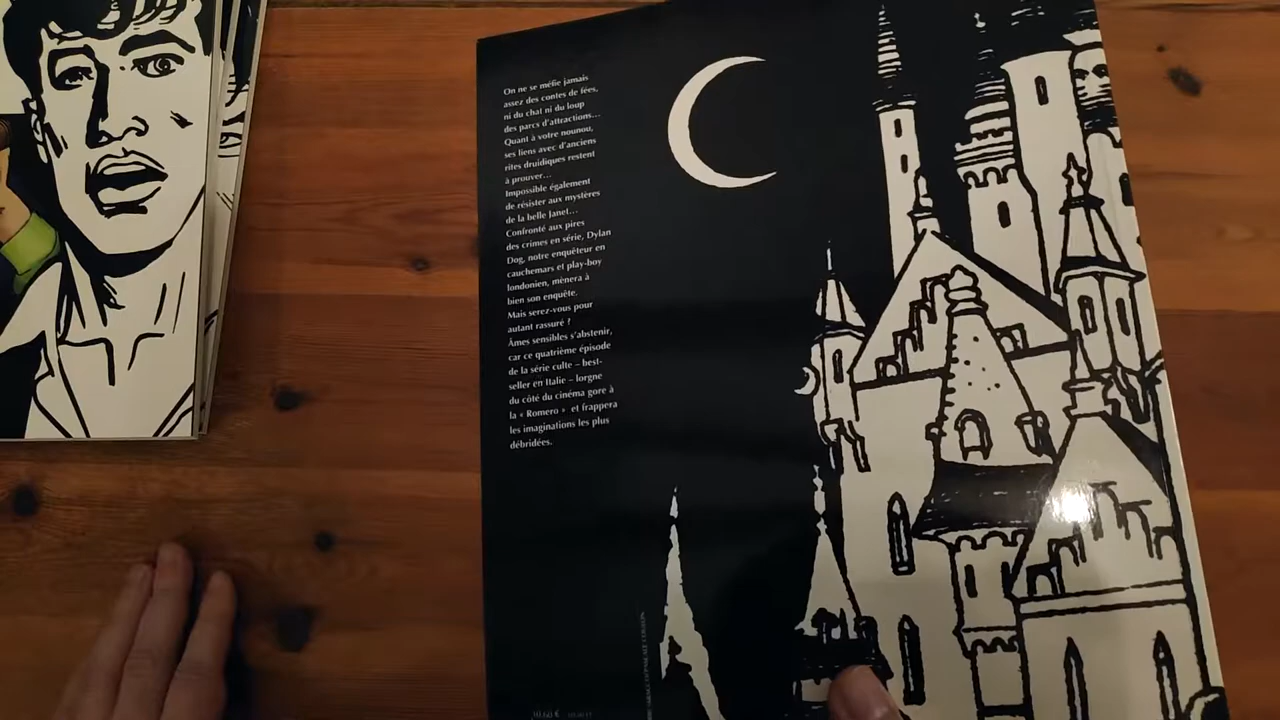 On ne se méfie jamais
assez des contes de fées,
ni du chat ni du loup
des parcs d'attractions…
Quant à votre nounou,
ses liens avec d'anciens
rites druidiques restent
à prouver…
Impossible également
de résister aux mystères
de la belle Janet…
Confronté aux pires
des crimes en série, Dylan
Dog, notre enquêteur en
cauchemars et play-boy
londonien, mènera à
bien son enquête.
Mais serez-vous pour
autant rassuré ?
Âmes sensibles s'abstenir,
car ce quatrième épisode
de la série culte – best-
seller en Italie – lorgne
du côté du cinéma gore à
la « Romero » et frappera
les imaginations les plus
débridées.
10,60 €